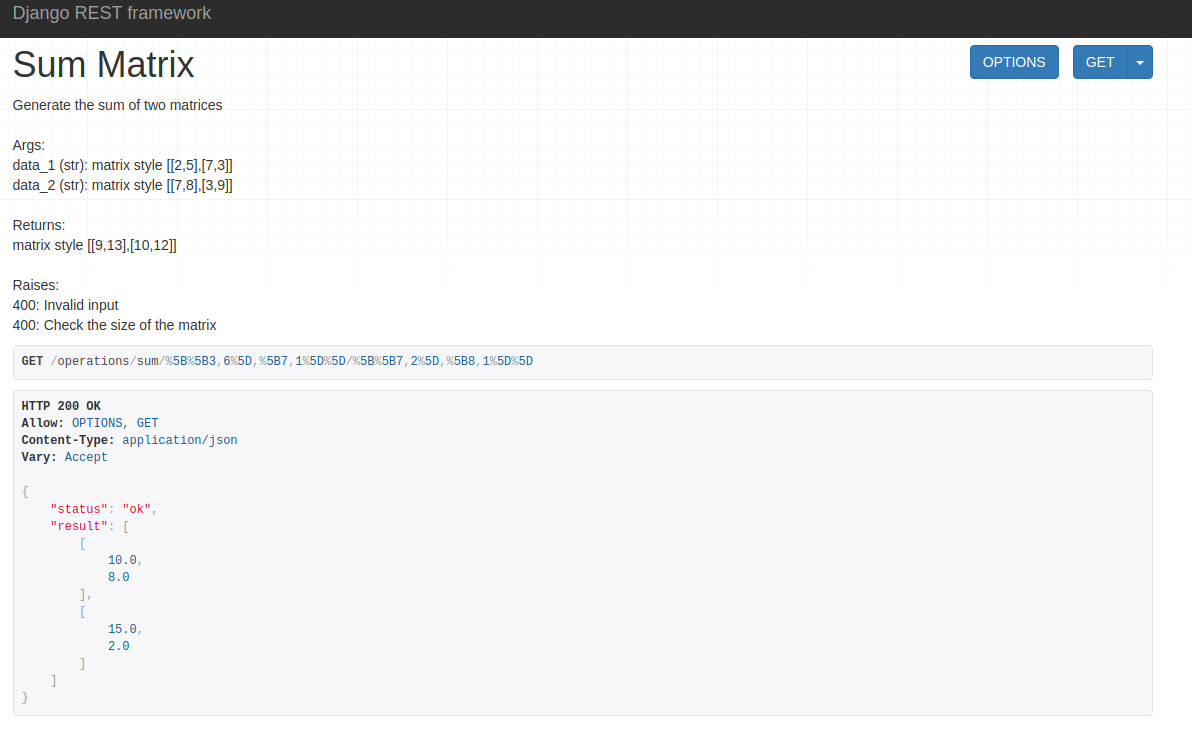 Django REST framework
Sum Matrix
OPTIONS
GET
Generate the sum of two matrices
Args:
data_1 (str): matrix style [[2,5],[7,3]]
data_2 (str): matrix style [[7,8],[3,9]]
Returns:
matrix style [[9,13],[10,12]]
Raises:
400: Invalid input
400: Check the size of the matrix
GET /operations/sum/%5B%5B3,6%5D,%5B7,1%5D%5D/%5B%5B7,2%5D,%5B8,1%5D%5D
HTTP 200 OK
Allow: OPTIONS, GET
Content-Type: application/json
Vary: Accept
{
    "status": "ok",
    "result": [
        [
            10.0,
            8.0
        ],
        [
            15.0,
            2.0
        ]
    ]
}